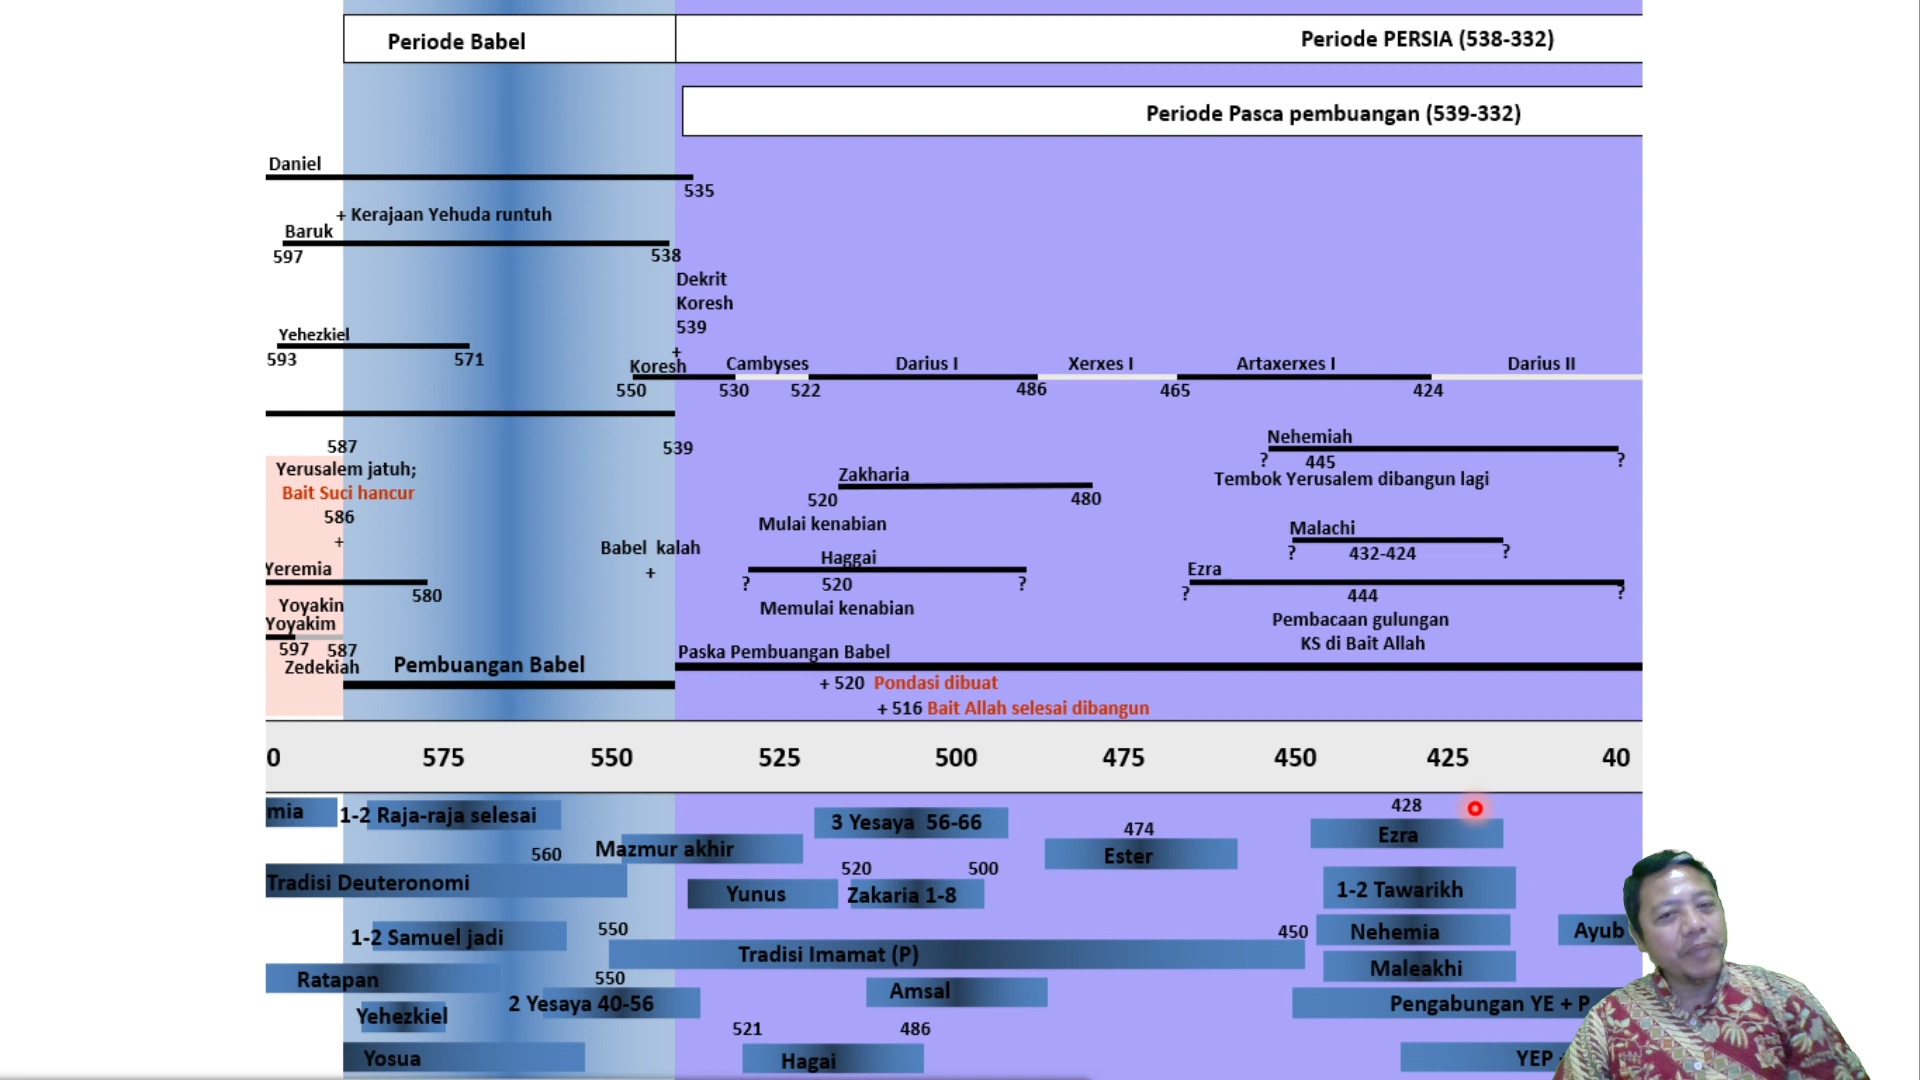 Periode Babel
Periode PERSIA (538-332)
Periode Pasca pembuangan (539-332)
Daniel
535
+ Kerajaan Yehuda runtuh
Baruk
597
538
Dekrit
Koresh
539
+
Yehezkiel
593
571
Koresh
Cambyses
Darius I
Xerxes I
Artaxerxes I
Darius II
550
530
522
486
465
424
587
539
Yerusalem jatuh;
Bait Suci hancur
586
+
Nehemiah
?
445
?
Tembok Yerusalem dibangun lagi
Zakharia
520
480
Mulai kenabian
Malachi
?
432-424
?
Babel kalah
+
Haggai
?
520
?
Memulai kenabian
Yeremia
580
Ezra
?
444
?
Pembacaan gulungan
KS di Bait Allah
Yoyakin
Yoyakim
597
587
Zedekiah
Pembuangan Babel
Paska Pembuangan Babel
+ 520 Pondasi dibuat
+ 516 Bait Allah selesai dibangun
0
575
550
525
500
475
450
425
40
mia
1-2 Raja-raja selesai
560
Mazmur akhir
3 Yesaya 56-66
474
Ester
428
Ezra
Tradisi Deuteronomi
Yunus
520
500
Zakaria 1-8
1-2 Tawarikh
1-2 Samuel jadi
550
Tradisi Imamat (P)
450
Nehemia
Ayub
Ratapan
550
2 Yesaya 40-56
Amsal
Maleakhi
Yehezkiel
Pengabungan YE + P
521
486
Yosua
Hagai
YEP